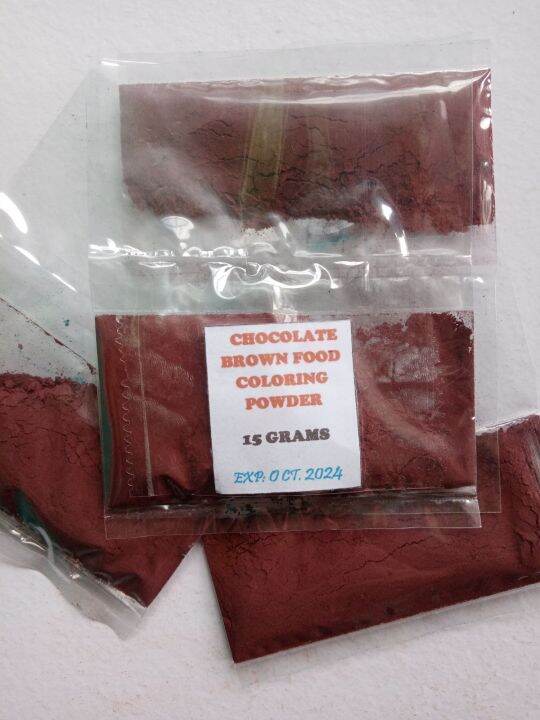 CHOCOLATE
BROWN FOOD
COLORING
POWDER
15 GRAMS
EXP: OCT. 2024